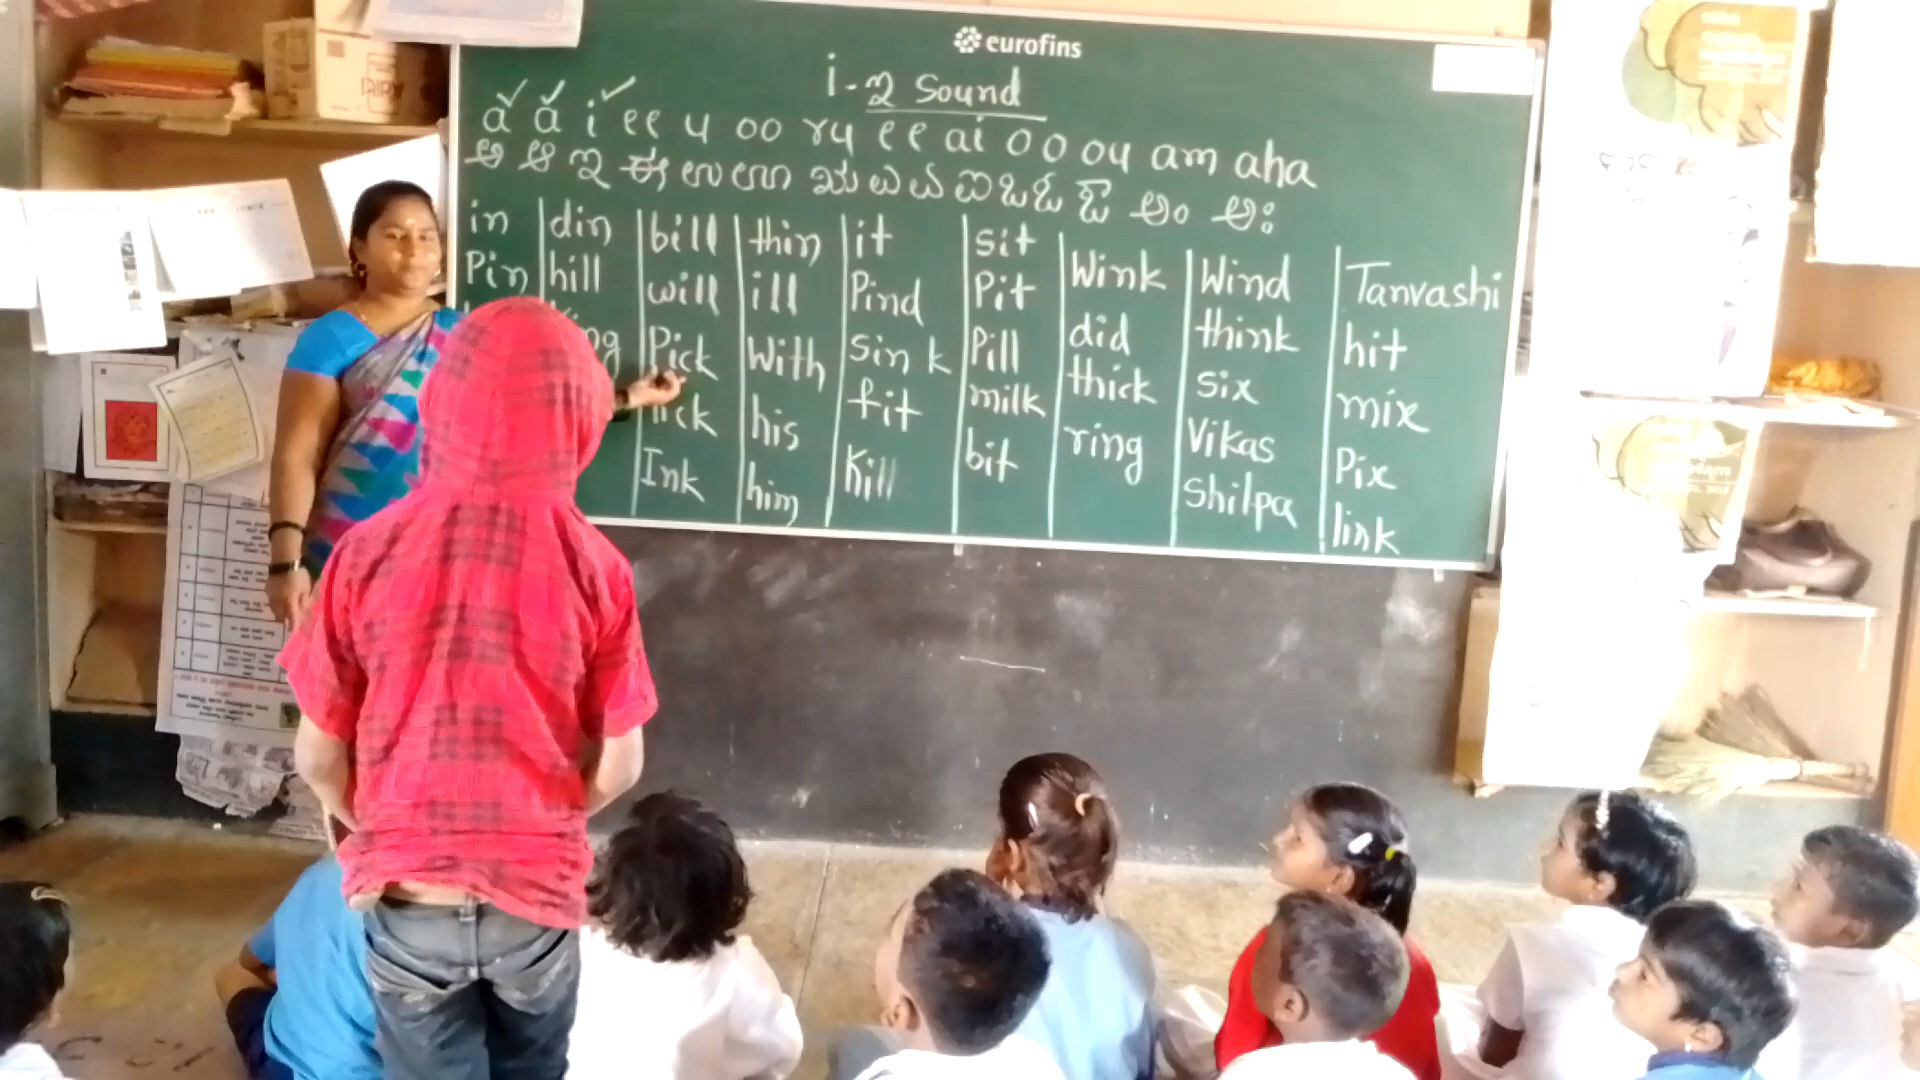 eurofins
i - ಇ Sound
a á i ee u oo ru e e ai o o ou am aha
ಅ ಆ ಇ ಈ ಉ ಊ ಋ ಎ ಏ ಐ ಒ ಓ ಔ ಅಂ ಅ�ः
in din bill thin it sit Wink Wind Tanvashi
Pin hill will ill Pind Pit did think hit
Pick With Sink Pill thick six mix
his fit milk ring Vikas Pix
Ink him Kill bit Shilpa link